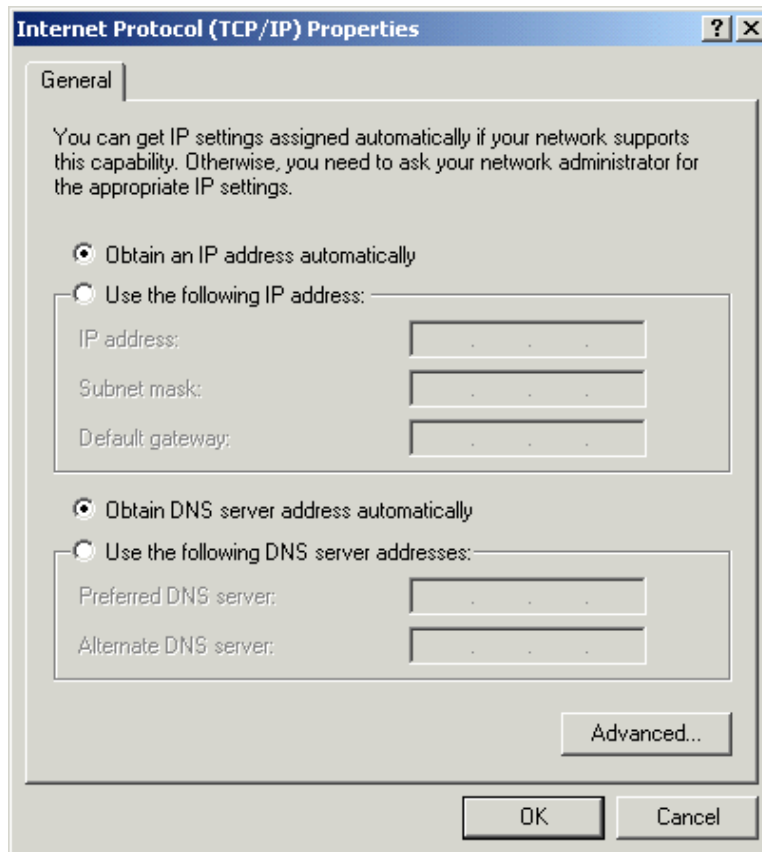 Internet Protocol (TCP/IP) Properties
General
You can get IP settings assigned automatically if your network supports
this capability. Otherwise, you need to ask your network administrator for
the appropriate IP settings.
Obtain an IP address automatically
Use the following IP address:
IP address:
Subnet mask:
Default gateway:
Obtain DNS server address automatically
Use the following DNS server addresses:
Preferred DNS server:
Alternate DNS server:
Advanced...
OK Cancel